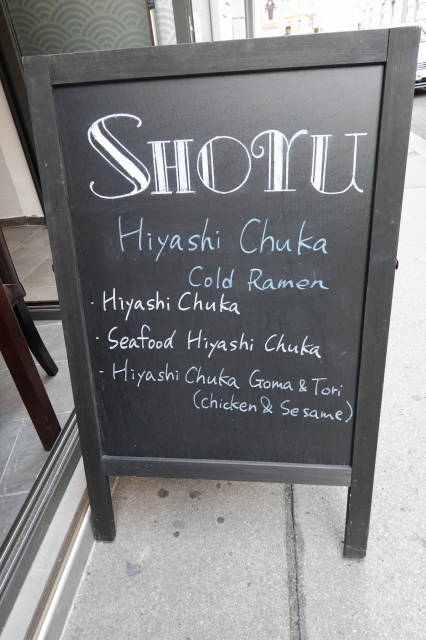 SHOYU
Hiyashi Chuka
Cold Ramen
· Hiyashi Chuka
· Seafood Hiyashi Chuka
· Hiyashi Chuka Goma & Tori
(chicken & Sesame)